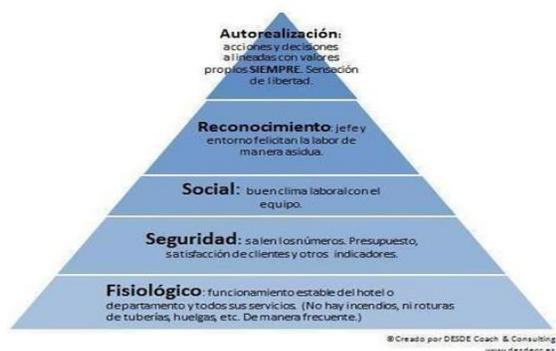 Autorealización:
acciones y decisiones
alineadas con valores
propios SIEMPRE. Sensación
de libertad.
Reconocimiento: jefe y
entorno felicitan la labor de
manera asidua.
Social: buen clima laboral con el
equipo.
Seguridad: salen los números. Presupuesto,
satisfacción de clientes y otros indicadores.
Fisiológico: funcionamiento estable del hotel o
departamento y todos sus servicios. (No hay incendios, ni roturas
de tuberías, huelgas, etc. De manera frecuente.)
®Creado por DESDE Coach & Consulting
www.desdecc.es